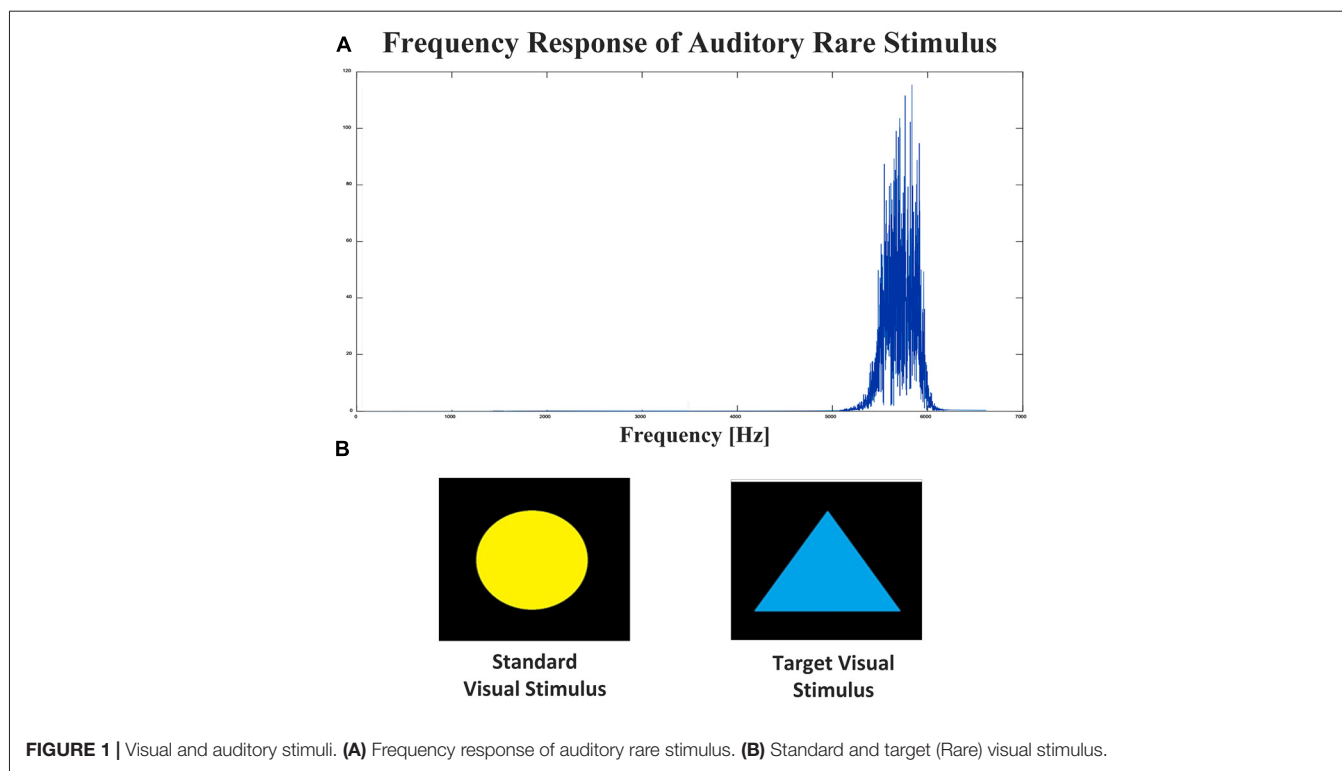 A Frequency Response of Auditory Rare Stimulus
120
100
80
60
40
20
0
0 1000 2000 3000 4000 5000 6000 7000
Frequency [Hz]
B
Standard
Visual Stimulus
Target Visual
Stimulus
FIGURE 1 | Visual and auditory stimuli. (A) Frequency response of auditory rare stimulus. (B) Standard and target (Rare) visual stimulus.